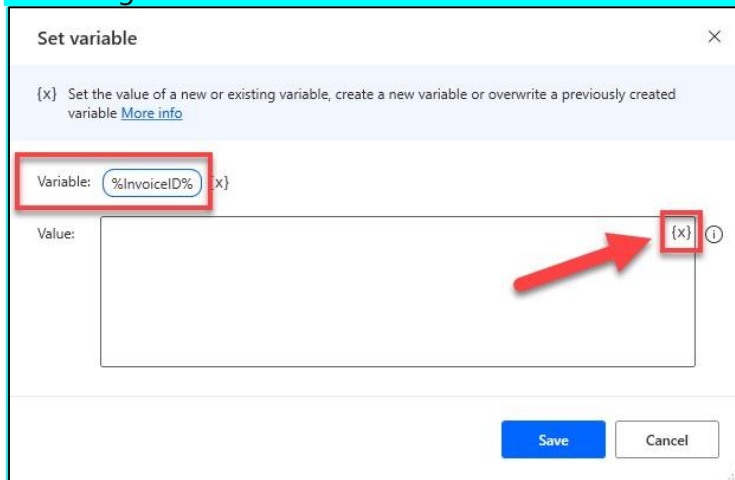 Set variable
{x} Set the value of a new or existing variable, create a new variable or overwrite a previously created
variable More info
Variable: %InvoiceID% {x}
Value: {x}
Save Cancel